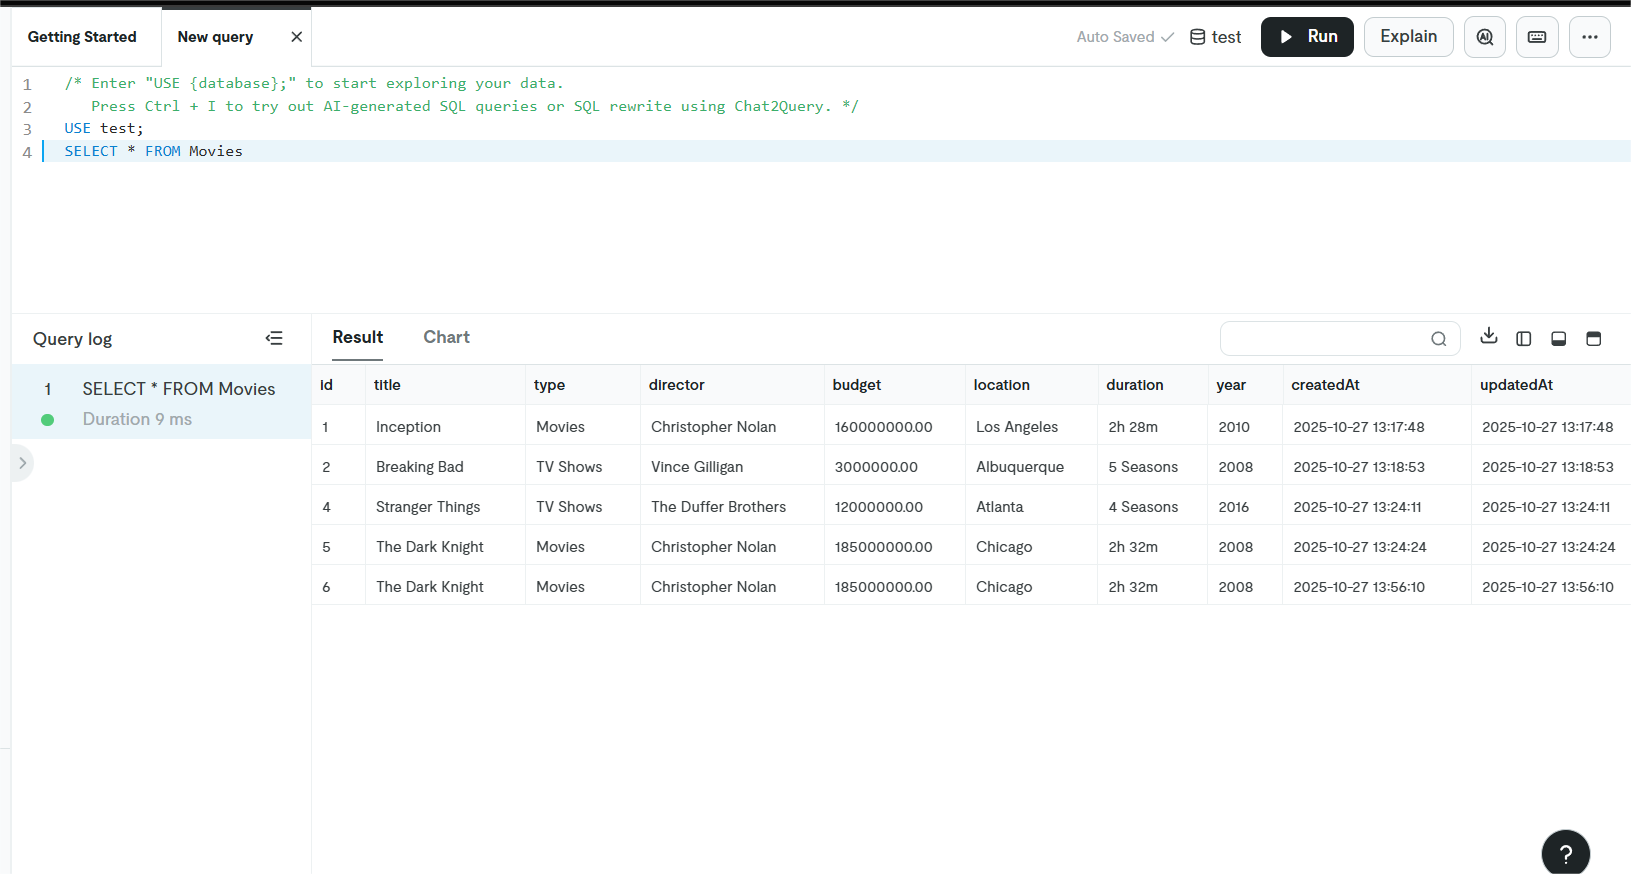 Getting Started New query Auto Saved test Run Explain AI
1 /* Enter "USE {database};" to start exploring your data.
2 Press Ctrl + I to try out AI-generated SQL queries or SQL rewrite using Chat2Query. */
3 USE test;
4 SELECT * FROM Movies
Query log
1 SELECT * FROM Movies
Duration 9 ms
Result Chart
id title type director budget location duration year createdAt updatedAt
1 Inception Movies Christopher Nolan 160000000.00 Los Angeles 2h 28m 2010 2025-10-27 13:17:48 2025-10-27 13:17:48
2 Breaking Bad TV Shows Vince Gilligan 3000000.00 Albuquerque 5 Seasons 2008 2025-10-27 13:18:53 2025-10-27 13:18:53
4 Stranger Things TV Shows The Duffer Brothers 12000000.00 Atlanta 4 Seasons 2016 2025-10-27 13:24:11 2025-10-27 13:24:11
5 The Dark Knight Movies Christopher Nolan 185000000.00 Chicago 2h 32m 2008 2025-10-27 13:24:24 2025-10-27 13:24:24
6 The Dark Knight Movies Christopher Nolan 185000000.00 Chicago 2h 32m 2008 2025-10-27 13:56:10 2025-10-27 13:56:10
?